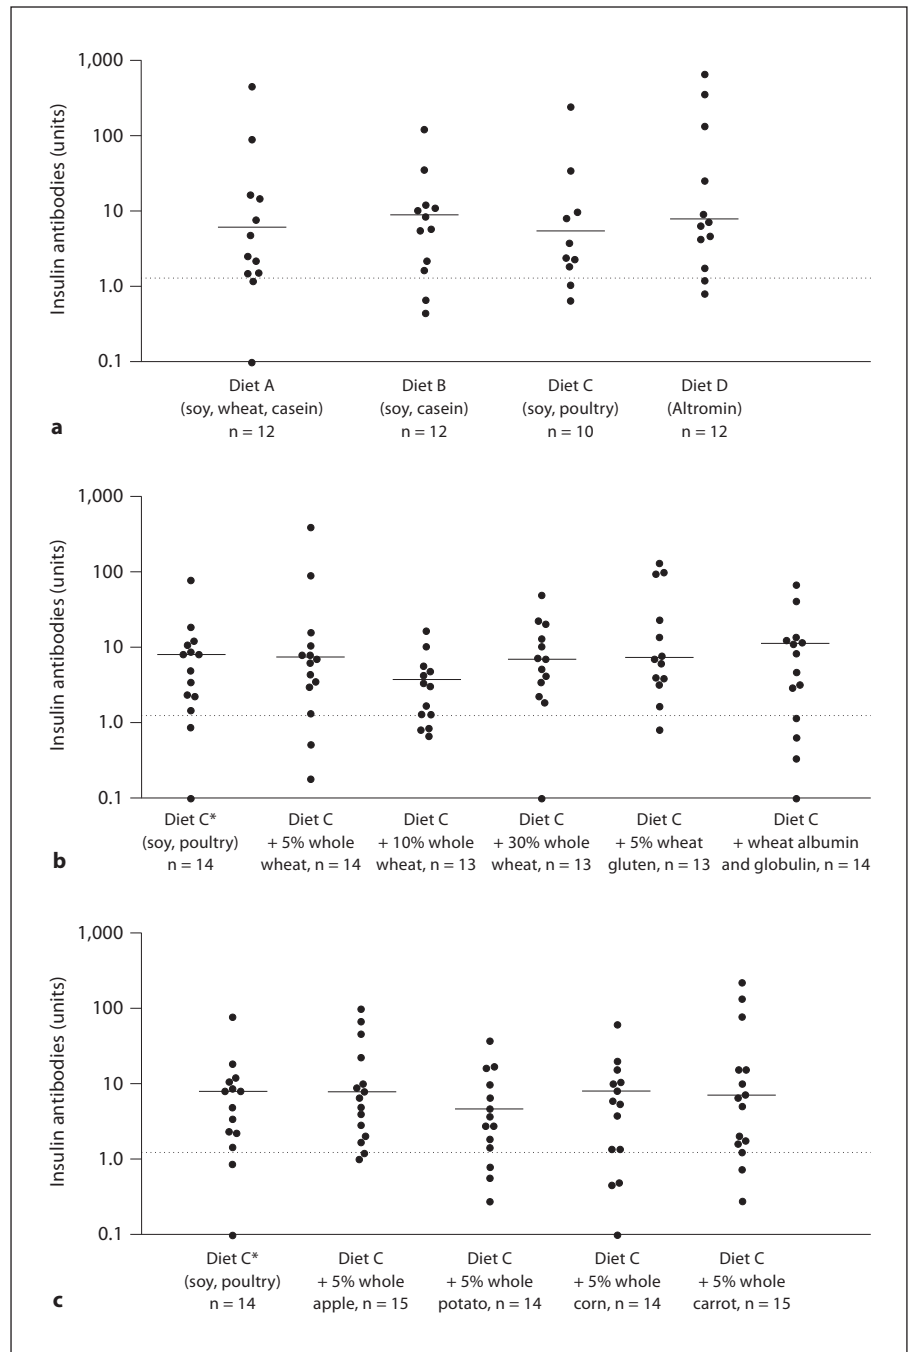 1,000
100
10
1.0
0.1
Insulin antibodies (units)
Diet A
(soy, wheat, casein)
n = 12
Diet B
(soy, casein)
n = 12
Diet C
(soy, poultry)
n = 10
Diet D
(Altromin)
n = 12
a
1,000
100
10
1.0
0.1
Insulin antibodies (units)
Diet C*
(soy, poultry)
n = 14
Diet C
+ 5% whole
wheat, n = 14
Diet C
+ 10% whole
wheat, n = 13
Diet C
+ 30% whole
wheat, n = 13
Diet C
+ 5% wheat
gluten, n = 13
Diet C
+ wheat albumin
and globulin, n = 14
b
1,000
100
10
1.0
0.1
Insulin antibodies (units)
Diet C*
(soy, poultry)
n = 14
Diet C
+ 5% whole
apple, n = 15
Diet C
+ 5% whole
potato, n = 14
Diet C
+ 5% whole
corn, n = 14
Diet C
+ 5% whole
carrot, n = 15
c